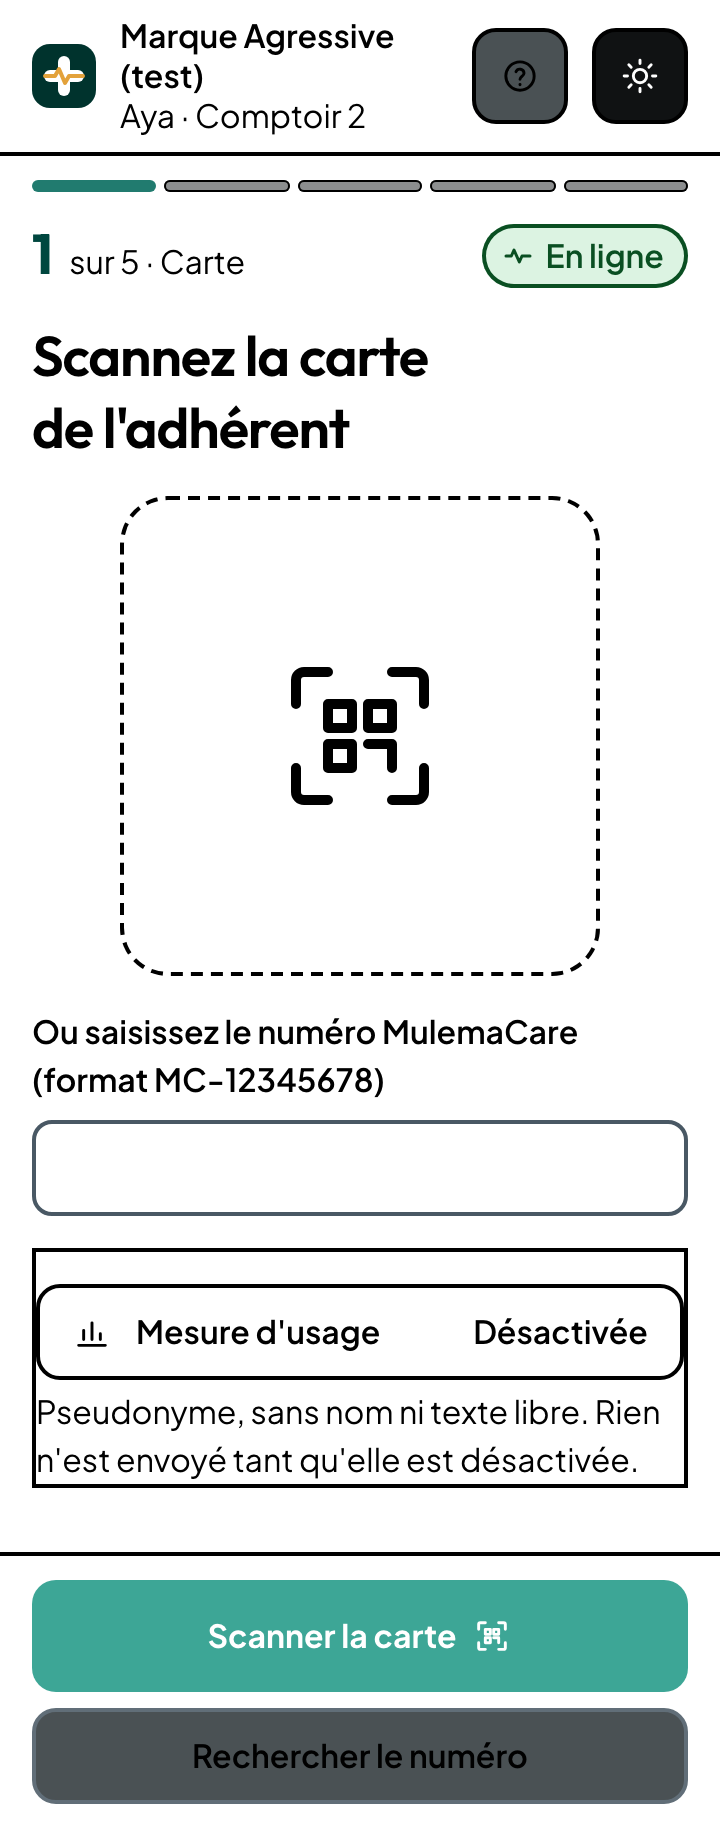 Marque Agressive
(test)
Aya · Comptoir 2
1 sur 5 · Carte
En ligne
Scannez la carte
de l'adhérent
Ou saisissez le numéro MulemaCare
(format MC-12345678)
Mesure d'usage
Désactivée
Pseudonyme, sans nom ni texte libre. Rien
n'est envoyé tant qu'elle est désactivée.
Scanner la carte
Rechercher le numéro